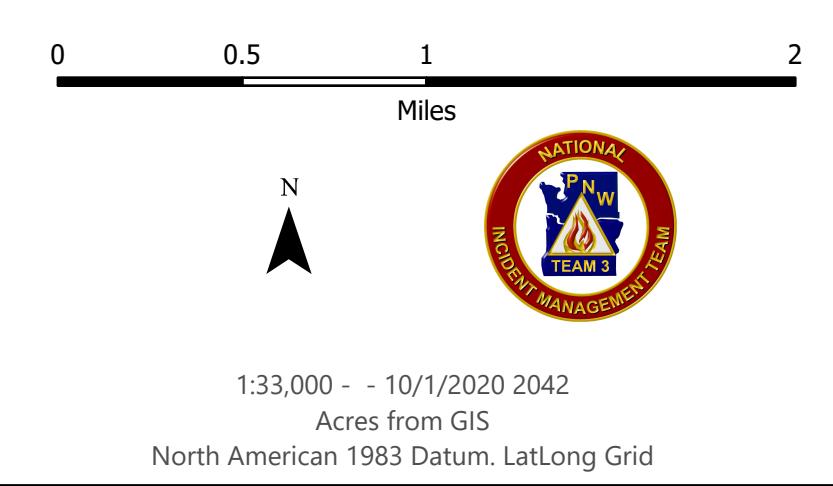 0 0.5 1 2
Miles
N
NATIONAL
PNW
TEAM 3
INCIDENT MANAGEMENT TEAM
1:33,000 - - 10/1/2020 2042
Acres from GIS
North American 1983 Datum. LatLong Grid